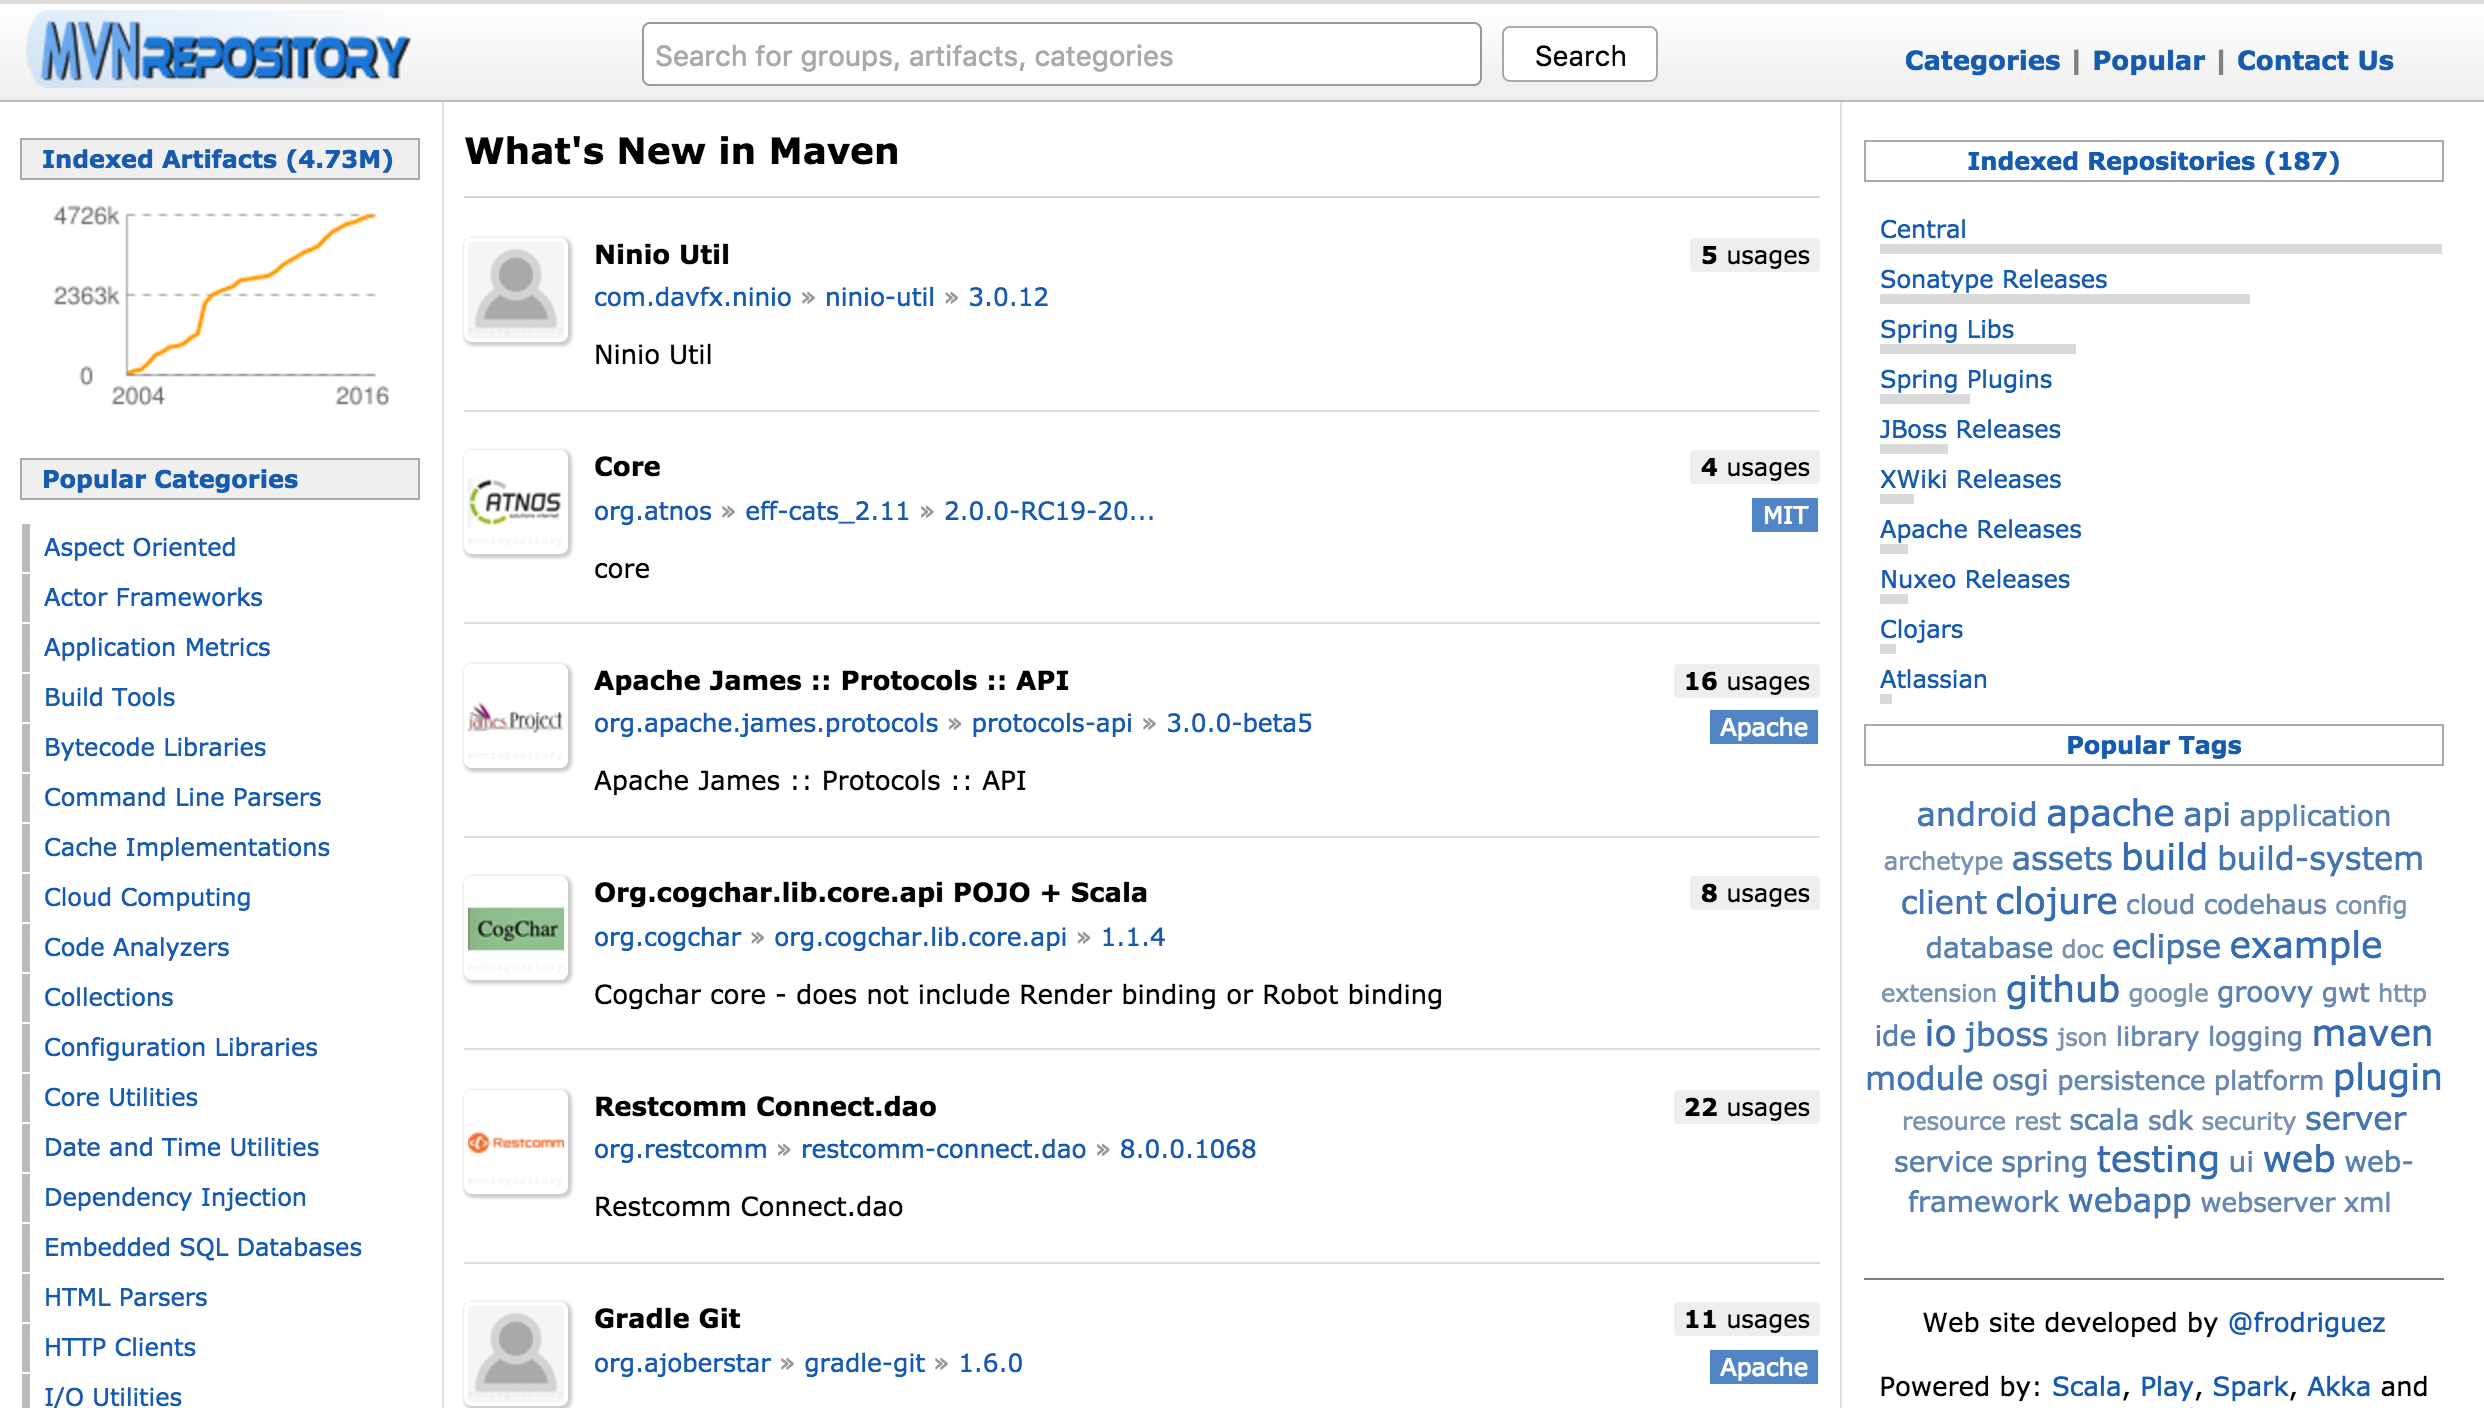 MVNREPOSITORY
Search for groups, artifacts, categories
Search
Categories | Popular | Contact Us
Indexed Artifacts (4.73M)
4726k
2363k
0
2004 2016
Popular Categories
Aspect Oriented
Actor Frameworks
Application Metrics
Build Tools
Bytecode Libraries
Command Line Parsers
Cache Implementations
Cloud Computing
Code Analyzers
Collections
Configuration Libraries
Core Utilities
Date and Time Utilities
Dependency Injection
Embedded SQL Databases
HTML Parsers
HTTP Clients
I/O Utilities
What's New in Maven
Ninio Util
5 usages
com.davfx.ninio » ninio-util » 3.0.12
Ninio Util
ATNOS
Core
4 usages
org.atnos » eff-cats_2.11 » 2.0.0-RC19-20...
MIT
core
james Project
Apache James :: Protocols :: API
16 usages
org.apache.james.protocols » protocols-api » 3.0.0-beta5
Apache
Apache James :: Protocols :: API
CogChar
Org.cogchar.lib.core.api POJO + Scala
8 usages
org.cogchar » org.cogchar.lib.core.api » 1.1.4
Cogchar core - does not include Render binding or Robot binding
Restcomm
Restcomm Connect.dao
22 usages
org.restcomm » restcomm-connect.dao » 8.0.0.1068
Restcomm Connect.dao
Gradle Git
11 usages
org.ajoberstar » gradle-git » 1.6.0
Apache
Indexed Repositories (187)
Central
Sonatype Releases
Spring Libs
Spring Plugins
JBoss Releases
XWiki Releases
Apache Releases
Nuxeo Releases
Clojars
Atlassian
Popular Tags
android apache api application
archetype assets build build-system
client clojure cloud codehaus config
database doc eclipse example
extension github google groovy gwt http
ide io jboss json library logging maven
module osgi persistence platform plugin
resource rest scala sdk security server
service spring testing ui web web-
framework webapp webserver xml
Web site developed by @frodriguez
Powered by: Scala, Play, Spark, Akka and